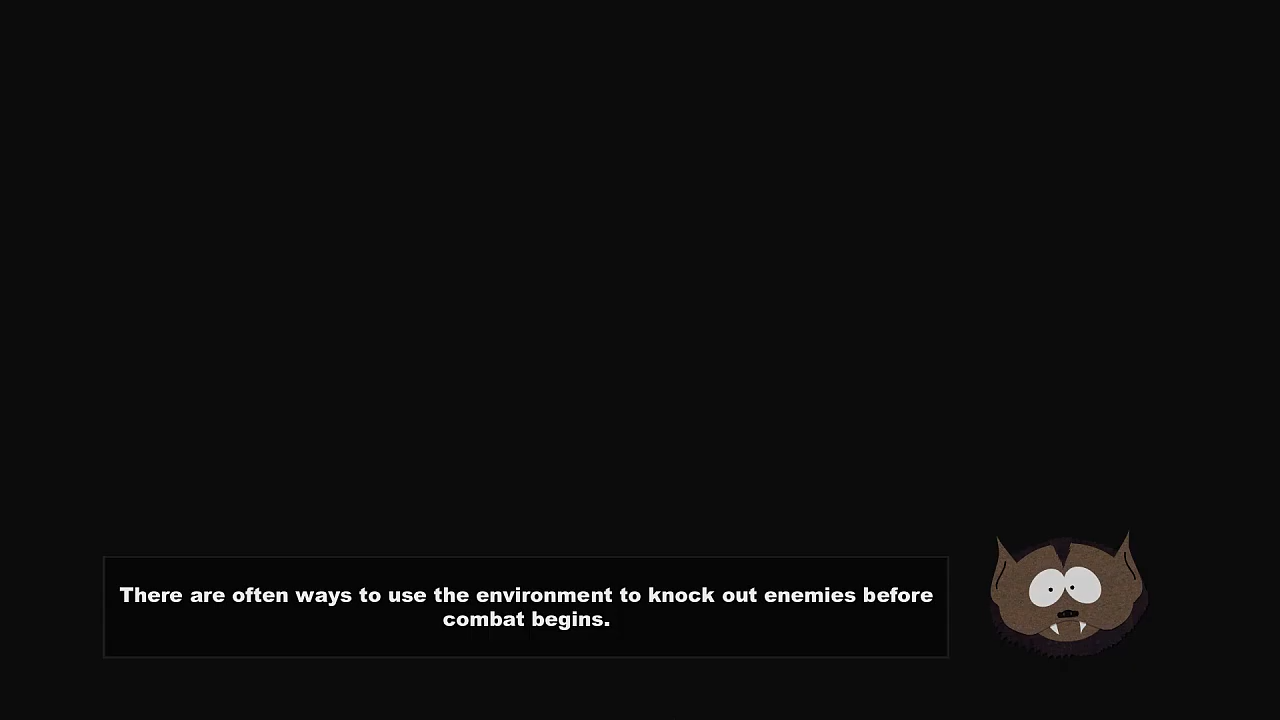 There are often ways to use the environment to knock out enemies before
combat begins.